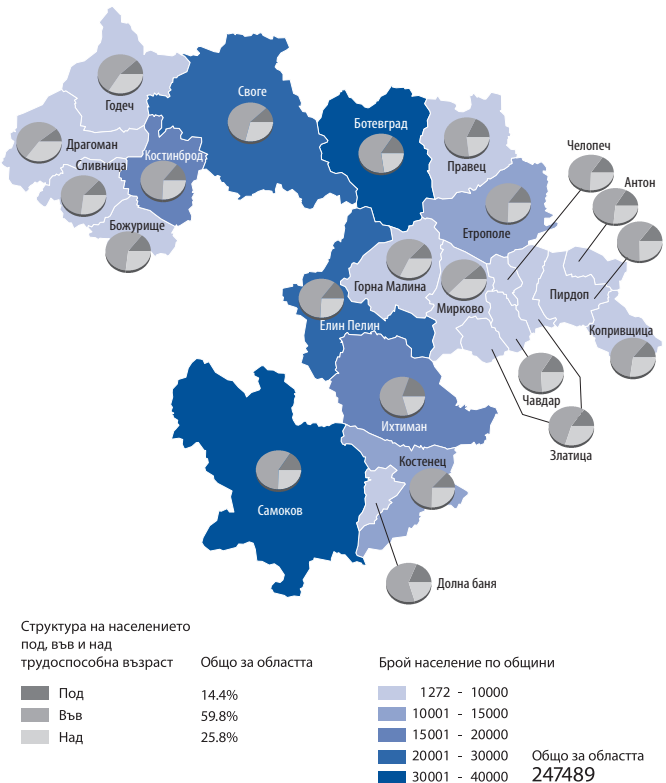 Своге
Годеч
Ботевград
Драгоман
Костинброд
Сливница
Правец
Челопеч
Антон
Божурище
Етрополе
Горна Малина
Мирково
Пирдоп
Елин Пелин
Копривщица
Чавдар
Ихтиман
Златица
Костенец
Самоков
Долна баня
Структура на населението
под, във и над
трудоспособна възраст Общо за областта
Под 14.4%
Във 59.8%
Над 25.8%
Брой население по общини
1272 - 10000
10001 - 15000
15001 - 20000
20001 - 30000
30001 - 40000
Общо за областта
247489